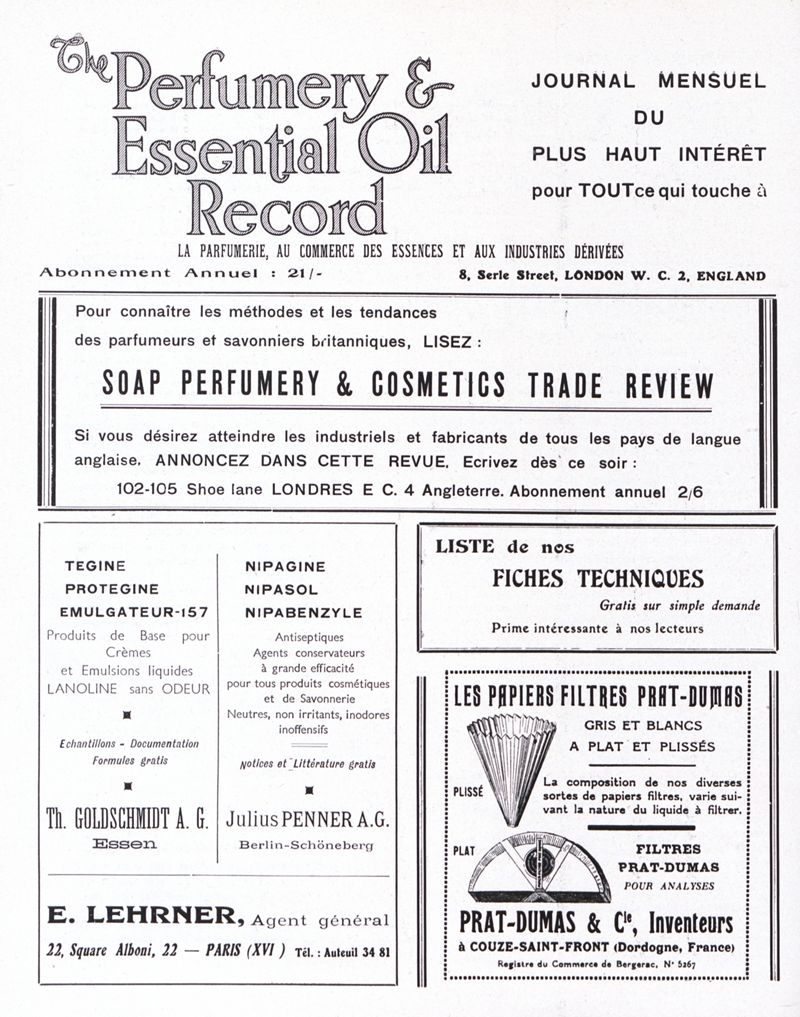 The Perfumery &
Essential Oil
Record
JOURNAL MENSUEL
DU
PLUS HAUT INTÉRÊT
pour TOUT ce qui touche à
LA PARFUMERIE, AU COMMERCE DES ESSENCES ET AUX INDUSTRIES DÉRIVÉES
Abonnement Annuel : 21/-
8, Serle Street, LONDON W. C. 2, ENGLAND
Pour connaître les méthodes et les tendances
des parfumeurs et savonniers britanniques, LISEZ :
SOAP PERFUMERY & COSMETICS TRADE REVIEW
Si vous désirez atteindre les industriels et fabricants de tous les pays de langue
anglaise. ANNONCEZ DANS CETTE REVUE. Ecrivez dès ce soir :
102-105 Shoe lane LONDRES E C. 4 Angleterre. Abonnement annuel 2/6
TEGINE
PROTEGINE
EMULGATEUR-157
Produits de Base pour
Crèmes
et Emulsions liquides
LANOLINE sans ODEUR
Echantillons - Documentation
Formules gratis
Th. GOLDSCHMIDT A. G.
Essen
NIPAGINE
NIPASOL
NIPABENZYLE
Antiseptiques
Agents conservateurs
à grande efficacité
pour tous produits cosmétiques
et de Savonnerie
Neutres, non irritants, inodores
inoffensifs
Notices et Littérature gratis
Julius PENNER A.G.
Berlin-Schöneberg
E. LEHRNER, Agent général
22, Square Alboni, 22 — PARIS (XVI ) Tél. : Auteuil 34 81
LISTE de nos
FICHES TECHNIQUES
Gratis sur simple demande
Prime intéressante à nos lecteurs
LES PAPIERS FILTRES PRAT-DUMAS
GRIS ET BLANCS
A PLAT ET PLISSÉS
PLISSÉ
La composition de nos diverses
sortes de papiers filtres, varie sui-
vant la nature du liquide à filtrer.
PLAT
FILTRES
PRAT-DUMAS
POUR ANALYSES
PRAT-DUMAS & Cie, Inventeurs
à COUZE-SAINT-FRONT (Dordogne, France)
Registre du Commerce de Bergerac, N° 5267